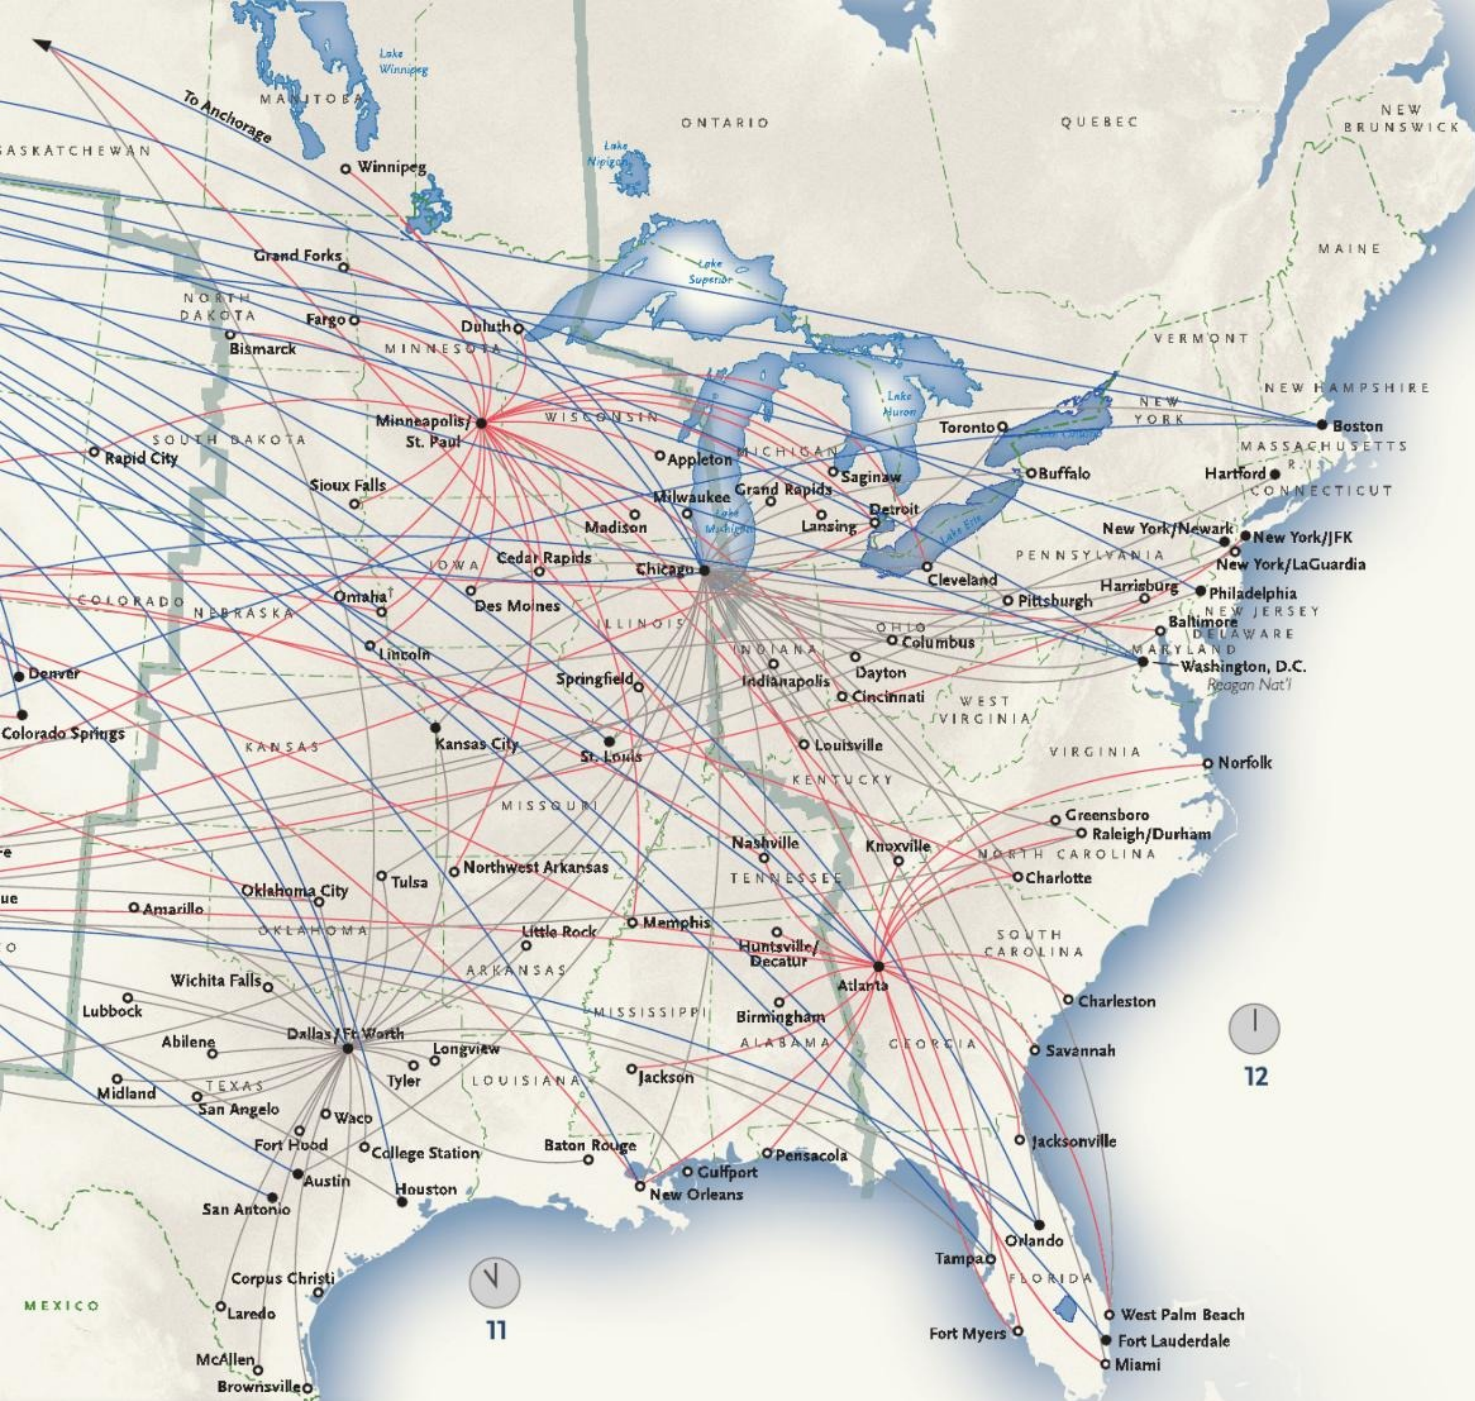 Lake
Winnipeg
MANITOBA
To Anchorage
ONTARIO
QUEBEC
NEW
BRUNSWICK
SASKATCHEWAN
Lake
Nipigon
Winnipeg
Grand Forks
MAINE
Lake
Superior
NORTH
DAKOTA
Fargo
Duluth
Bismarck
MINNESOTA
VERMONT
NEW HAMPSHIRE
Lake
Huron
NEW
YORK
Minneapolis/
St. Paul
WISCONSIN
Toronto
Boston
SOUTH DAKOTA
Rapid City
Appleton
MICHIGAN
MASSACHUSETTS
R.I.
Saginaw
Buffalo
Hartford
CONNECTICUT
Sioux Falls
Milwaukee
Grand Rapids
Madison
Lake
Michigan
Lansing
Detroit
Lake Erie
New York/Newark
New York/JFK
New York/LaGuardia
PENNSYLVANIA
Cedar Rapids
IOWA
Chicago
Cleveland
Harrisburg
Philadelphia
COLORADO
NEBRASKA
Omaha†
Des Moines
Pittsburgh
NEW JERSEY
ILLINOIS
OHIO
Columbus
Baltimore
DELAWARE
MARYLAND
Lincoln
INDIANA
Indianapolis
Dayton
Washington, D.C.
Reagan Nat'l
Denver
Springfield
Cincinnati
WEST
VIRGINIA
Colorado Springs
KANSAS
Kansas City
St. Louis
Louisville
VIRGINIA
Norfolk
KENTUCKY
MISSOURI
Greensboro
Raleigh/Durham
Nashville
Knoxville
NORTH CAROLINA
re
Northwest Arkansas
TENNESSEE
Charlotte
Tulsa
Oklahoma City
ue
Amarillo
OKLAHOMA
Memphis
Little Rock
Huntsville/
Decatur
SOUTH
CAROLINA
O
ARKANSAS
Wichita Falls
Atlanta
Lubbock
Charleston
MISSISSIPPI
Birmingham
Dallas/Ft. Worth
Abilene
Longview
ALABAMA
GEORGIA
Savannah
Tyler
Midland
TEXAS
LOUISIANA
Jackson
12
San Angelo
Waco
Fort Hood
College Station
Baton Rouge
Pensacola
Jacksonville
Gulfport
Austin
Houston
New Orleans
San Antonio
Orlando
Tampa
FLORIDA
Corpus Christi
Laredo
MEXICO
11
West Palm Beach
Fort Myers
Fort Lauderdale
Miami
McAllen
Brownsville